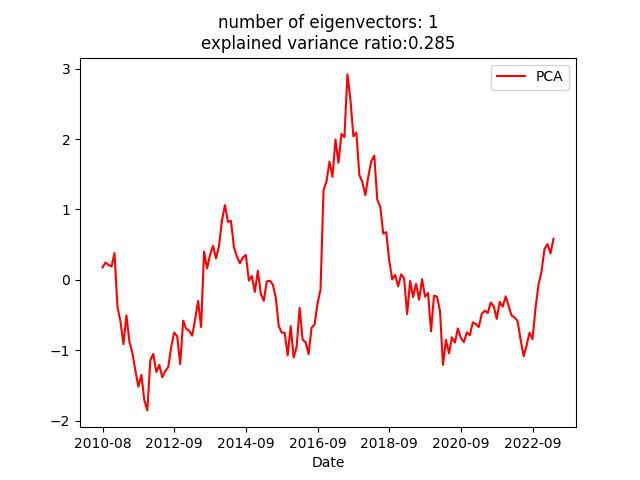 number of eigenvectors: 1
explained variance ratio:0.285
PCA
3
2
1
0
−1
−2
2010-08 2012-09 2014-09 2016-09 2018-09 2020-09 2022-09
Date